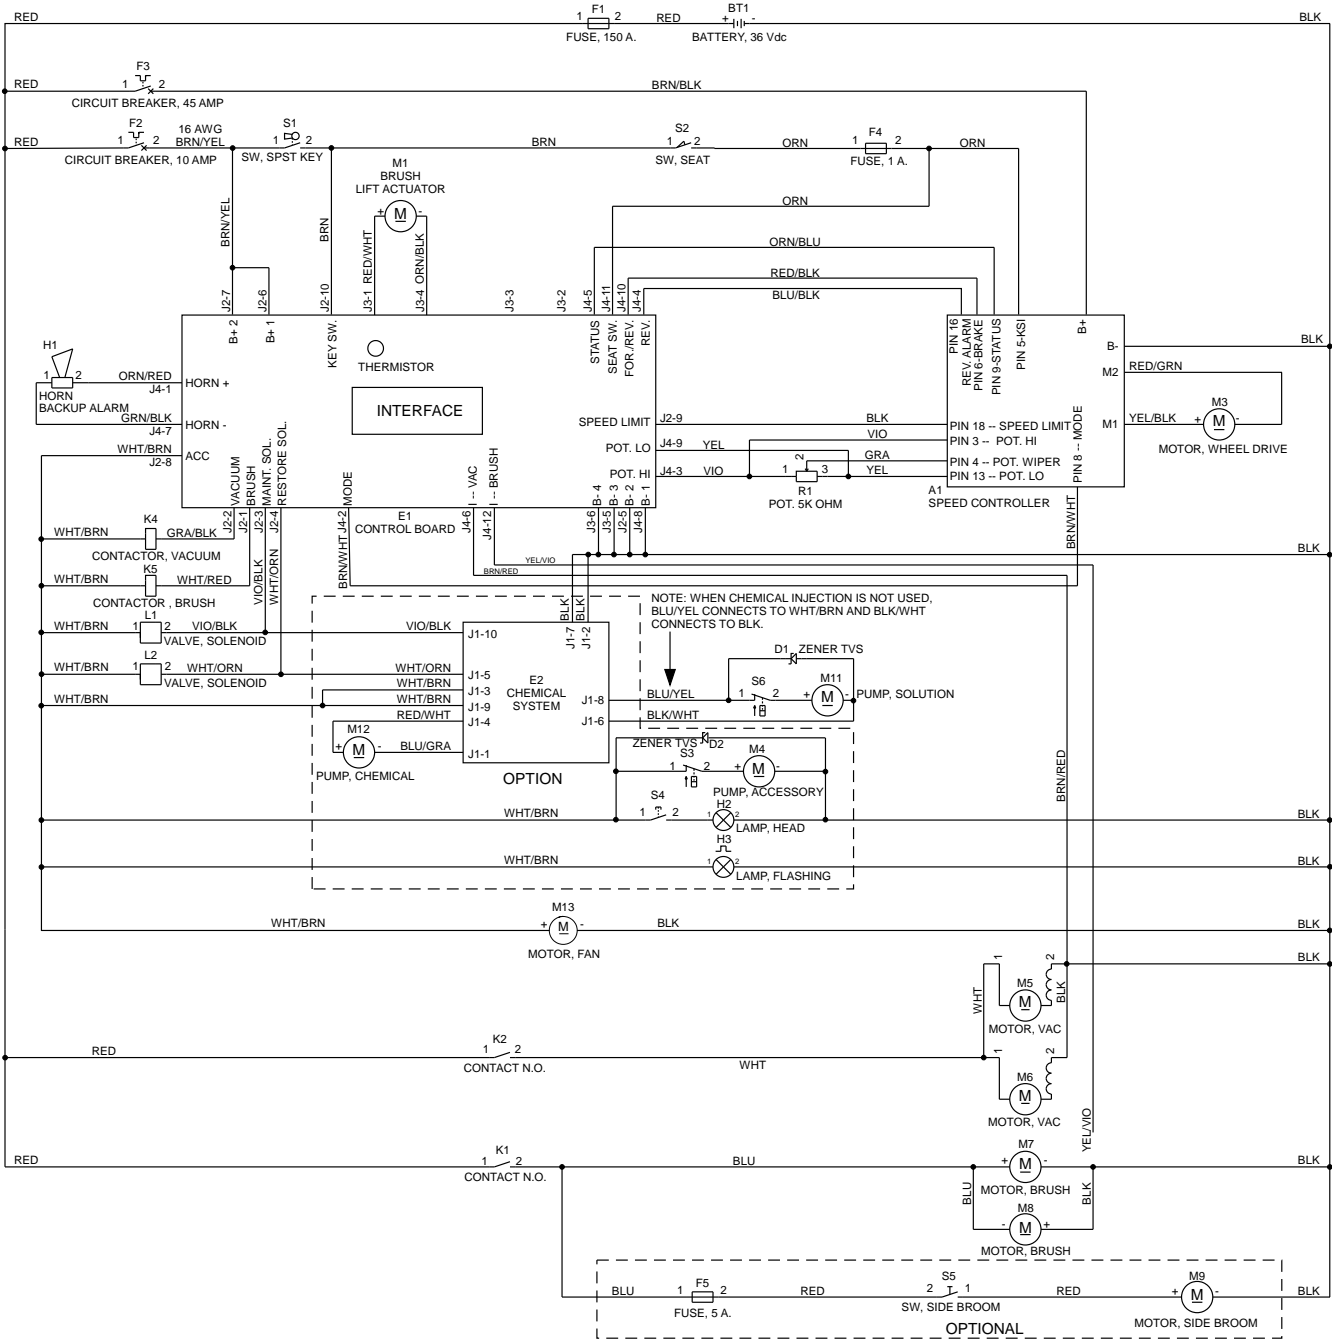 RED
F1
1 2
FUSE, 150 A.
RED
BT1
+ -
BATTERY, 36 Vdc
BLK
RED
F3
1 2
CIRCUIT BREAKER, 45 AMP
BRN/BLK
RED
F2
1 2
CIRCUIT BREAKER, 10 AMP
16 AWG
BRN/YEL
S1
1 2
SW, SPST KEY
BRN
S2
1 2
SW, SEAT
ORN
F4
1 2
FUSE, 1 A.
ORN
M1
BRUSH
LIFT ACTUATOR
+ M -
ORN
BRN/YEL
BRN
RED/WHT
ORN/BLK
ORN/BLU
RED/BLK
BLU/BLK
J2-7
J2-6
J2-10
J3-1
J3-4
J3-3
J3-2
J4-5
J4-11
J4-10
J4-4
B+ 2
B+ 1
KEY SW.
THERMISTOR
INTERFACE
STATUS
SEAT SW.
FOR./REV.
REV.
PIN 16
REV. ALARM
PIN 6-BRAKE
PIN 9-STATUS
PIN 5-KSI
B+
B-
BLK
M2
RED/GRN
M1
YEL/BLK
M3
+ M -
MOTOR, WHEEL DRIVE
H1
1 2
HORN
BACKUP ALARM
ORN/RED
J4-1
HORN +
GRN/BLK
J4-7
HORN -
WHT/BRN
J2-8
ACC
SPEED LIMIT
J2-9
BLK
PIN 18 -- SPEED LIMIT
VIO
PIN 3 -- POT. HI
POT. LO
J4-9
YEL
GRA
PIN 4 -- POT. WIPER
POT. HI
J4-3
VIO
1 2 3
R1
POT. 5K OHM
YEL
PIN 13 -- POT. LO
PIN 8 -- MODE
A1
SPEED CONTROLLER
VACUUM
BRUSH
MAINT. SOL.
RESTORE SOL.
MODE
I -- VAC
I -- BRUSH
B- 4
B- 3
B- 2
B- 1
J2-2
J2-1
J2-3
J2-4
J4-2
E1
CONTROL BOARD
J4-6
J4-12
J3-6
J3-5
J2-5
J4-8
WHT/BRN
K4
GRA/BLK
CONTACTOR, VACUUM
WHT/BRN
K5
WHT/RED
CONTACTOR , BRUSH
VIO/BLK
WHT/ORN
BRN/WHT
BRN/WHT
YEL/VIO
BRN/RED
BLK
WHT/BRN
L1
1 2
VIO/BLK
VALVE, SOLENOID
VIO/BLK
J1-10
WHT/BRN
L2
1 2
WHT/ORN
VALVE, SOLENOID
WHT/ORN
J1-5
WHT/BRN
J1-3
WHT/BRN
WHT/BRN
J1-9
RED/WHT
J1-4
M12
+ M -
PUMP, CHEMICAL
BLU/GRA
J1-1
BLK
BLK
J1-7
J1-2
E2
CHEMICAL
SYSTEM
J1-8
J1-6
OPTION
NOTE: WHEN CHEMICAL INJECTION IS NOT USED,
BLU/YEL CONNECTS TO WHT/BRN AND BLK/WHT
CONNECTS TO BLK.
D1
ZENER TVS
BLU/YEL
S6
1 2
M11
+ M -
PUMP, SOLUTION
BLK/WHT
ZENER TVS
D2
S3
1 2
M4
+ M -
PUMP, ACCESSORY
WHT/BRN
S4
1 2
H2
1 2
LAMP, HEAD
BLK
WHT/BRN
H3
1 2
LAMP, FLASHING
BLK
BRN/RED
WHT/BRN
M13
+ M -
MOTOR, FAN
BLK
BLK
BLK
1 2
M5
M
MOTOR, VAC
WHT
BLK
RED
K2
1 2
CONTACT N.O.
WHT
1 2
M6
M
MOTOR, VAC
YEL/VIO
RED
K1
1 2
CONTACT N.O.
BLU
M7
+ M -
MOTOR, BRUSH
BLK
BLU
BLK
M8
- M +
MOTOR, BRUSH
BLU
F5
1 2
FUSE, 5 A.
RED
S5
2 1
SW, SIDE BROOM
RED
M9
+ M -
MOTOR, SIDE BROOM
BLK
OPTIONAL